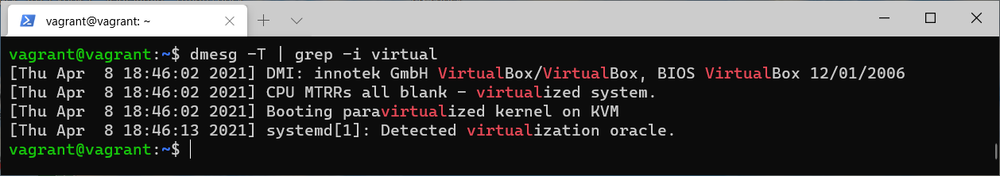 vagrant@vagrant: ~
vagrant@vagrant:~$ dmesg -T | grep -i virtual
[Thu Apr  8 18:46:02 2021] DMI: innotek GmbH VirtualBox/VirtualBox, BIOS VirtualBox 12/01/2006
[Thu Apr  8 18:46:02 2021] CPU MTRRs all blank - virtualized system.
[Thu Apr  8 18:46:02 2021] Booting paravirtualized kernel on KVM
[Thu Apr  8 18:46:13 2021] systemd[1]: Detected virtualization oracle.
vagrant@vagrant:~$